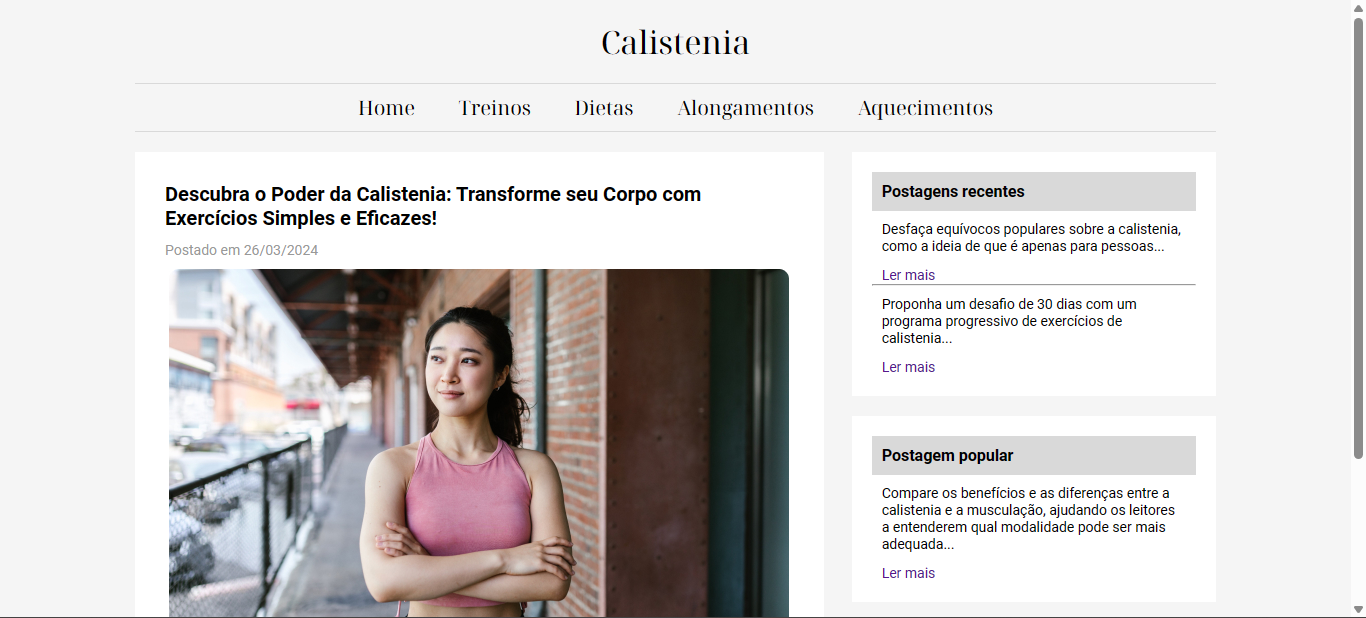 Calistenia
Home Treinos Dietas Alongamentos Aquecimentos
Descubra o Poder da Calistenia: Transforme seu Corpo com
Exercícios Simples e Eficazes!
Postado em 26/03/2024
Postagens recentes
Desfaça equívocos populares sobre a calistenia,
como a ideia de que é apenas para pessoas...
Ler mais
Proponha um desafio de 30 dias com um
programa progressivo de exercícios de
calistenia...
Ler mais
Postagem popular
Compare os benefícios e as diferenças entre a
calistenia e a musculação, ajudando os leitores
a entenderem qual modalidade pode ser mais
adequada...
Ler mais